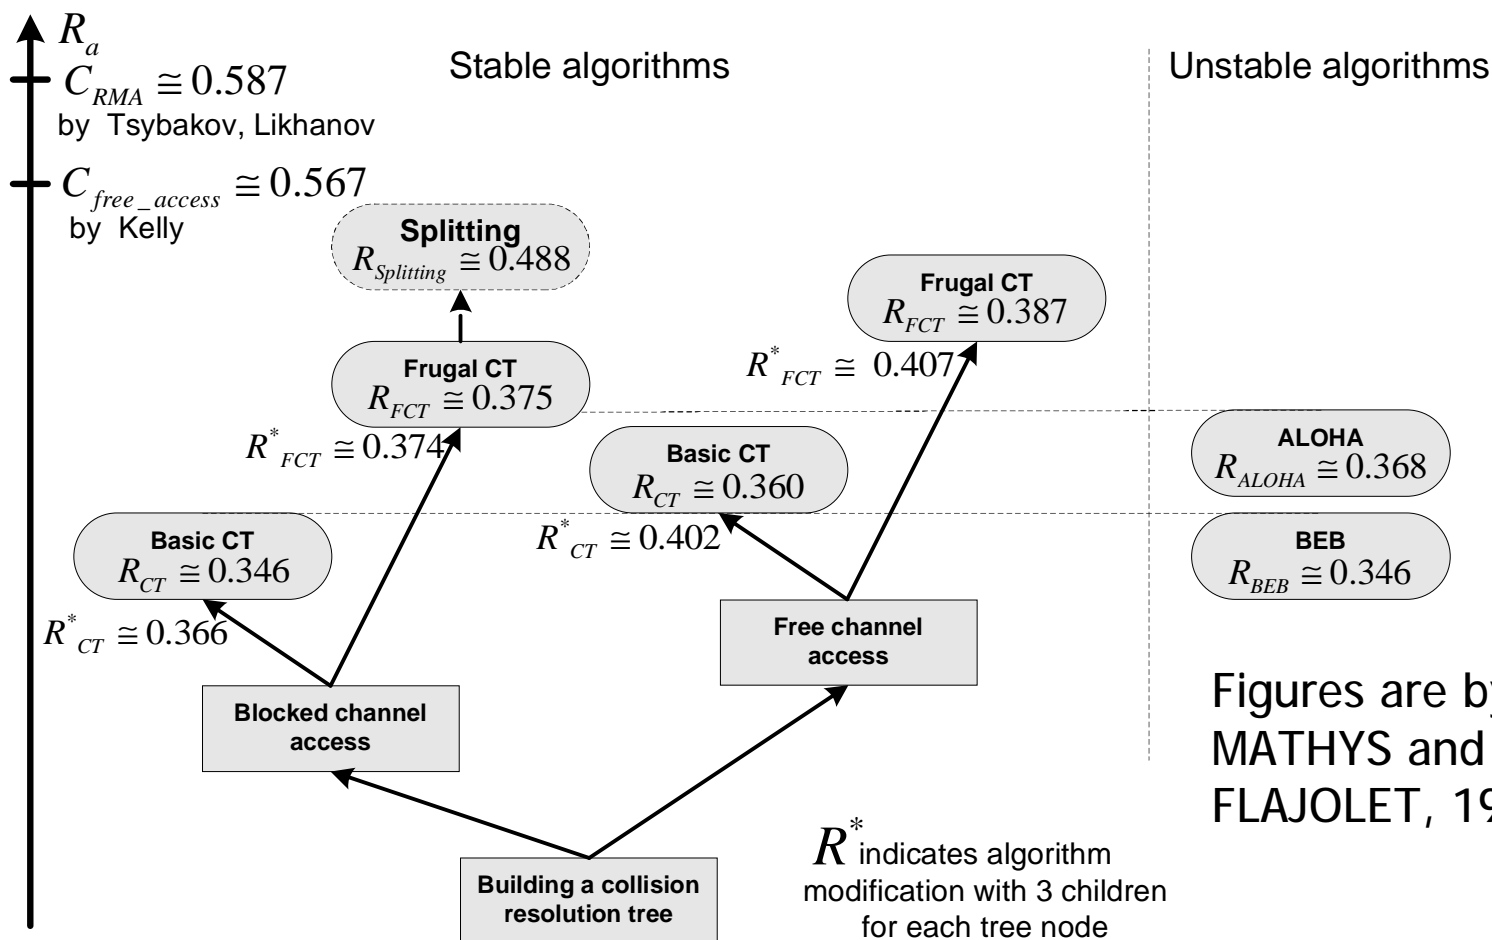 R_a
C_RMA ≅ 0.587
by Tsybakov, Likhanov
C_free_access ≅ 0.567
by Kelly
Stable algorithms
Unstable algorithms
Splitting
R_Splitting ≅ 0.488
Frugal CT
R_FCT ≅ 0.375
R*_FCT ≅ 0.374
Basic CT
R_CT ≅ 0.346
R*_CT ≅ 0.366
Blocked channel
access
Frugal CT
R_FCT ≅ 0.387
R*_FCT ≅ 0.407
Basic CT
R_CT ≅ 0.360
R*_CT ≅ 0.402
Free channel
access
Building a collision
resolution tree
R* indicates algorithm
modification with 3 children
for each tree node
ALOHA
R_ALOHA ≅ 0.368
BEB
R_BEB ≅ 0.346
Figures are by
MATHYS and
FLAJOLET, 19